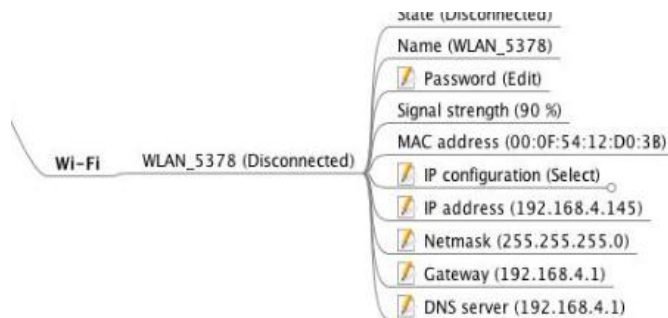 State (Disconnected)
Name (WLAN_5378)
Password (Edit)
Signal strength (90 %)
MAC address (00:0F:54:12:D0:3B)
Wi-Fi
WLAN_5378 (Disconnected)
IP configuration (Select)
IP address (192.168.4.145)
Netmask (255.255.255.0)
Gateway (192.168.4.1)
DNS server (192.168.4.1)